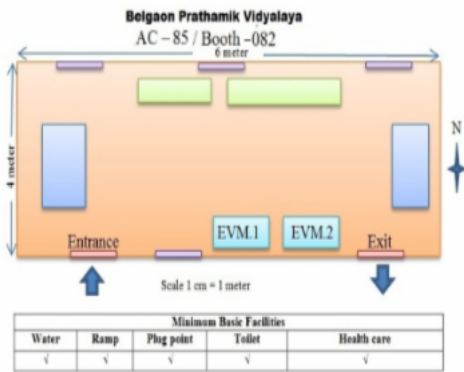 Belgaon Prathamik Vidyalaya
AC – 85 / Booth -082
6 meter
4 meter
N
EVM.1 EVM.2
Entrance Exit
Scale 1 cm = 1 meter
Minimum Basic Facilities
Water Ramp Plug point Toilet Health care
√ √ √ √ √